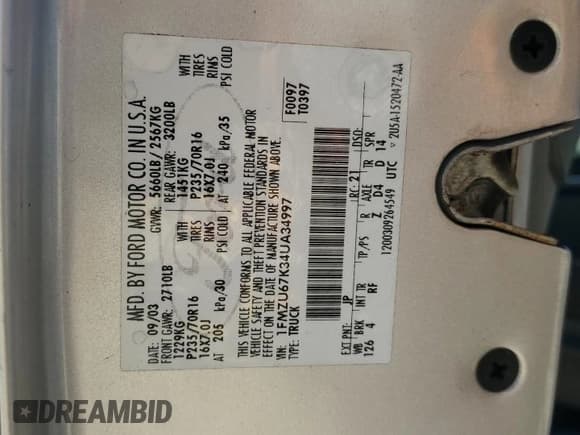 MFD. BY FORD MOTOR CO. IN U.S.A.
DATE: 09/03 GVWR: 5660LB/ 2567KG
FRONT GAWR: 2710LB REAR GAWR: 3200LB
1229KG WITH 1451KG WITH
P235/70R16 TIRES P235/70R16 TIRES
16X7.0J RIMS 16X7.0J RIMS
AT 205 kPa/30 PSI COLD AT 240 kPa/35 PSI COLD
THIS VEHICLE CONFORMS TO ALL APPLICABLE FEDERAL MOTOR
VEHICLE SAFETY AND THEFT PREVENTION STANDARDS IN
EFFECT ON THE DATE OF MANUFACTURE SHOWN ABOVE.
VIN: 1FMZU67K34UA34997
TYPE: TRUCK
F0097
T0397
EXT PNT: JP RC: 21 DSO:
WB BRK INT TR TP/PS R AXLE TR SPR
126 4 RF Z D4 D 14
1200309264549 UTC
2U5A-1520472-AA
DREAMBID